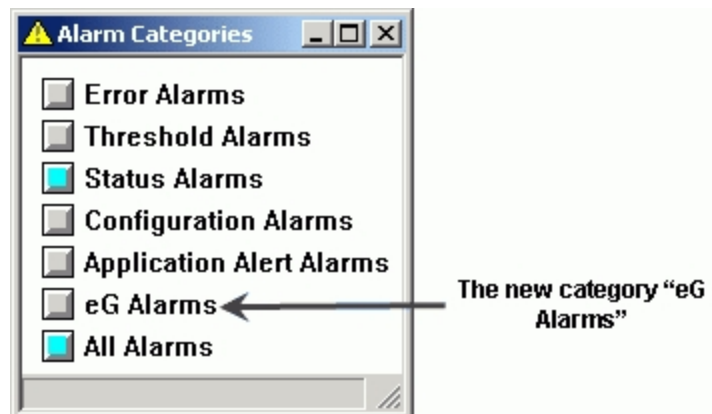 Alarm Categories
Error Alarms
Threshold Alarms
Status Alarms
Configuration Alarms
Application Alert Alarms
eG Alarms
All Alarms
The new category “eG
Alarms”